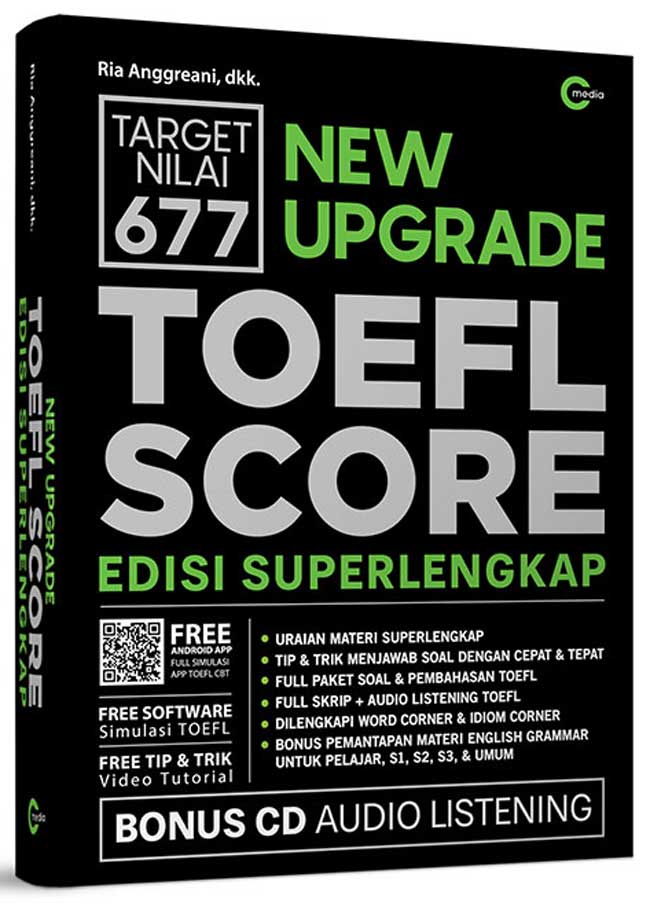 Ria Anggreani, dkk.
C media
TARGET
NILAI
677
NEW
UPGRADE
TOEFL
SCORE
EDISI SUPERLENGKAP
FREE
ANDROID APP
FULL SIMULASI
APP TOEFL CBT
FREE SOFTWARE
Simulasi TOEFL
FREE TIP & TRIK
Video Tutorial
• URAIAN MATERI SUPERLENGKAP
• TIP & TRIK MENJAWAB SOAL DENGAN CEPAT & TEPAT
• FULL PAKET SOAL & PEMBAHASAN TOEFL
• FULL SKRIP + AUDIO LISTENING TOEFL
• DILENGKAPI WORD CORNER & IDIOM CORNER
• BONUS PEMANTAPAN MATERI ENGLISH GRAMMAR
UNTUK PELAJAR, S1, S2, S3, & UMUM
BONUS CD AUDIO LISTENING
Ria Anggreani, dkk.
NEW UPGRADE
TOEFL SCORE
EDISI SUPERLENGKAP
C media